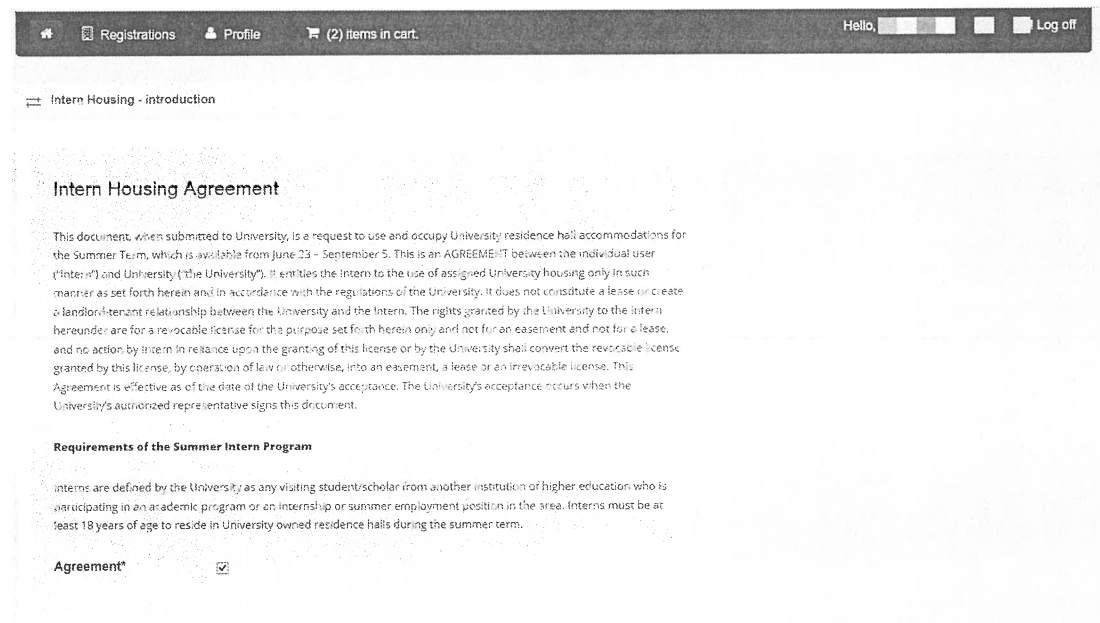 Registrations Profile (2) items in cart. Hello, Log off
Intern Housing - introduction
Intern Housing Agreement
This document, when submitted to University, is a request to use and occupy University residence hall accommodations for
the Summer Term, which is available from June 23 – September 5. This is an AGREEMENT between the individual user
("Intern") and University ("the University"). It entitles the Intern to the use of assigned University housing only in such
manner as set forth herein and in accordance with the regulations of the University. It does not constitute a lease or create
a landlord-tenant relationship between the University and the Intern. The rights granted by the University to the intern
hereunder are for a revocable license for the purpose set forth herein only and not for an easement and not for a lease,
and no action by Intern in reliance upon the granting of this license or by the University shall convert the revocable license
granted by this license, by operation of law or otherwise, into an easement, a lease or an irrevocable license. This
Agreement is effective as of the date of the University's acceptance. The University's acceptance occurs when the
University's authorized representative signs this document.
Requirements of the Summer Intern Program
Interns are defined by the University as any visiting student/scholar from another institution of higher education who is
participating in an academic program or an internship or summer employment position in the area. Interns must be at
least 18 years of age to reside in University owned residence halls during the summer term.
Agreement*